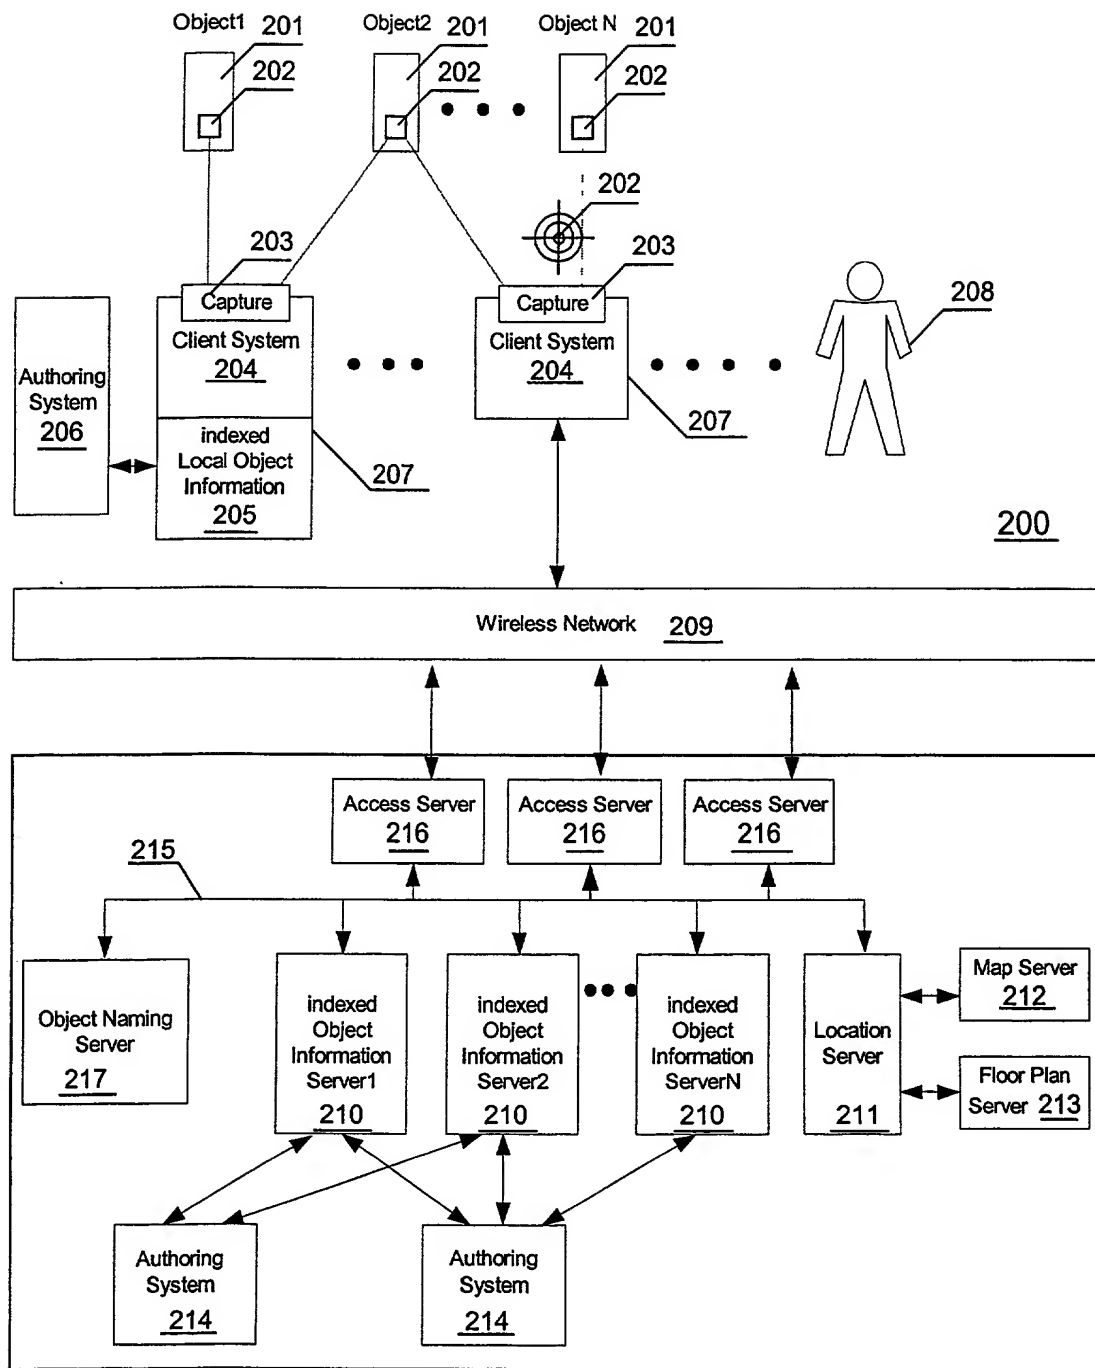 Object1
201
202
Object2
201
202
Object N
201
202
202
203
Capture
Client System
204
203
Capture
Client System
204
208
Authoring
System
206
indexed
Local Object
Information
205
207
207
200
Wireless Network 209
Access Server
216
Access Server
216
Access Server
216
215
Object Naming
Server
217
indexed
Object
Information
Server1
210
indexed
Object
Information
Server2
210
indexed
Object
Information
ServerN
210
Location
Server
211
Map Server
212
Floor Plan
Server 213
Authoring
System
214
Authoring
System
214